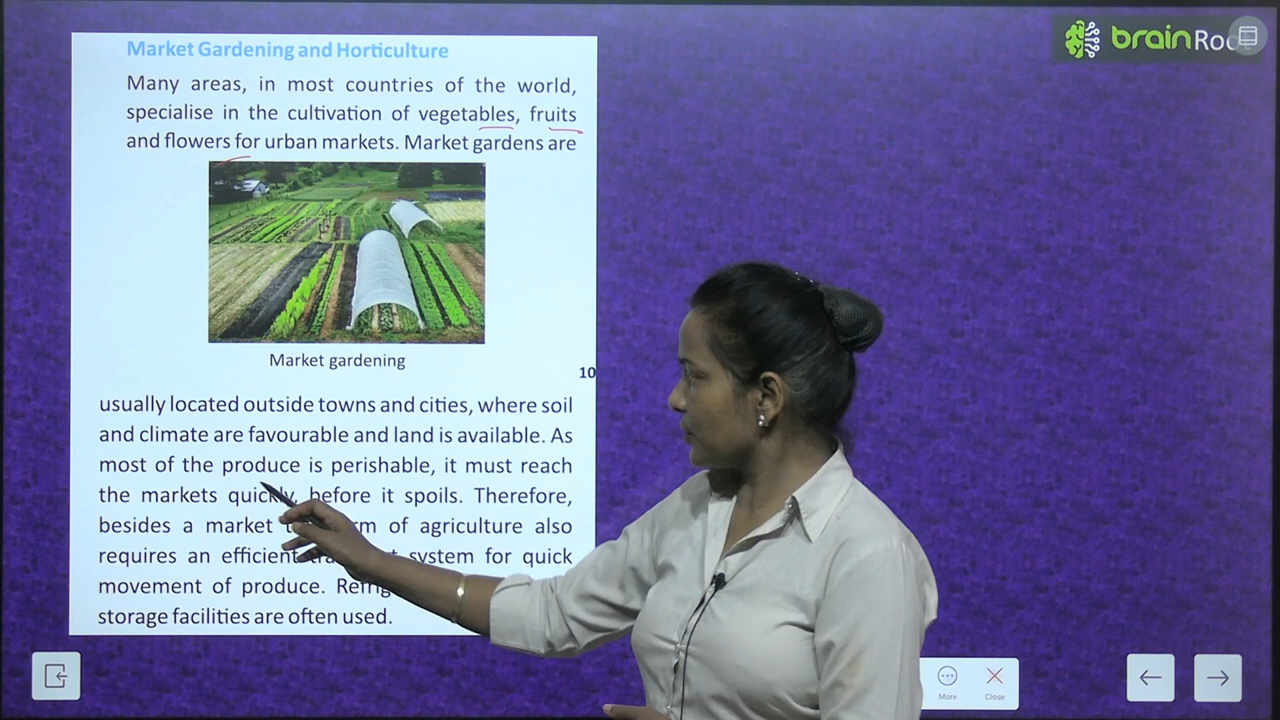 Market Gardening and Horticulture
brainRoo
Many areas, in most countries of the world,
specialise in the cultivation of vegetables, fruits
and flowers for urban markets. Market gardens are
Market gardening
10
usually located outside towns and cities, where soil
and climate are favourable and land is available. As
most of the produce is perishable, it must reach
the markets quickly, before it spoils. Therefore,
besides a market of agriculture also
requires an efficient system for quick
movement of produce.
storage facilities are often used.
More
Close